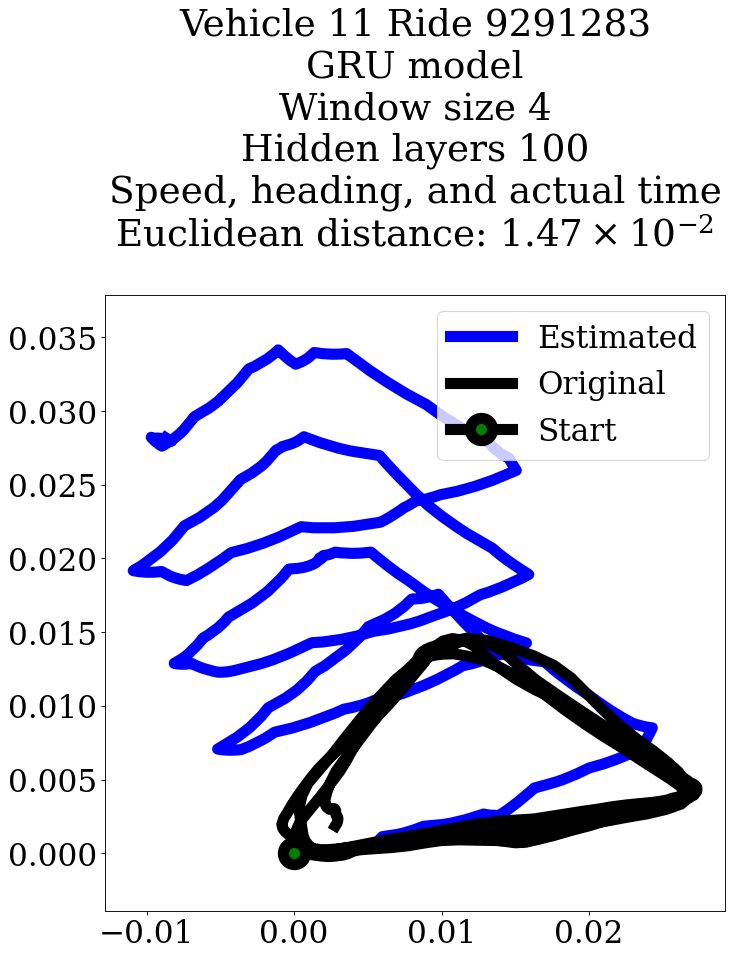 Vehicle 11 Ride 9291283
GRU model
Window size 4
Hidden layers 100
Speed, heading, and actual time
Euclidean distance: 1.47 × 10⁻²
Estimated
Original
Start
0.035
0.030
0.025
0.020
0.015
0.010
0.005
0.000
−0.01 0.00 0.01 0.02